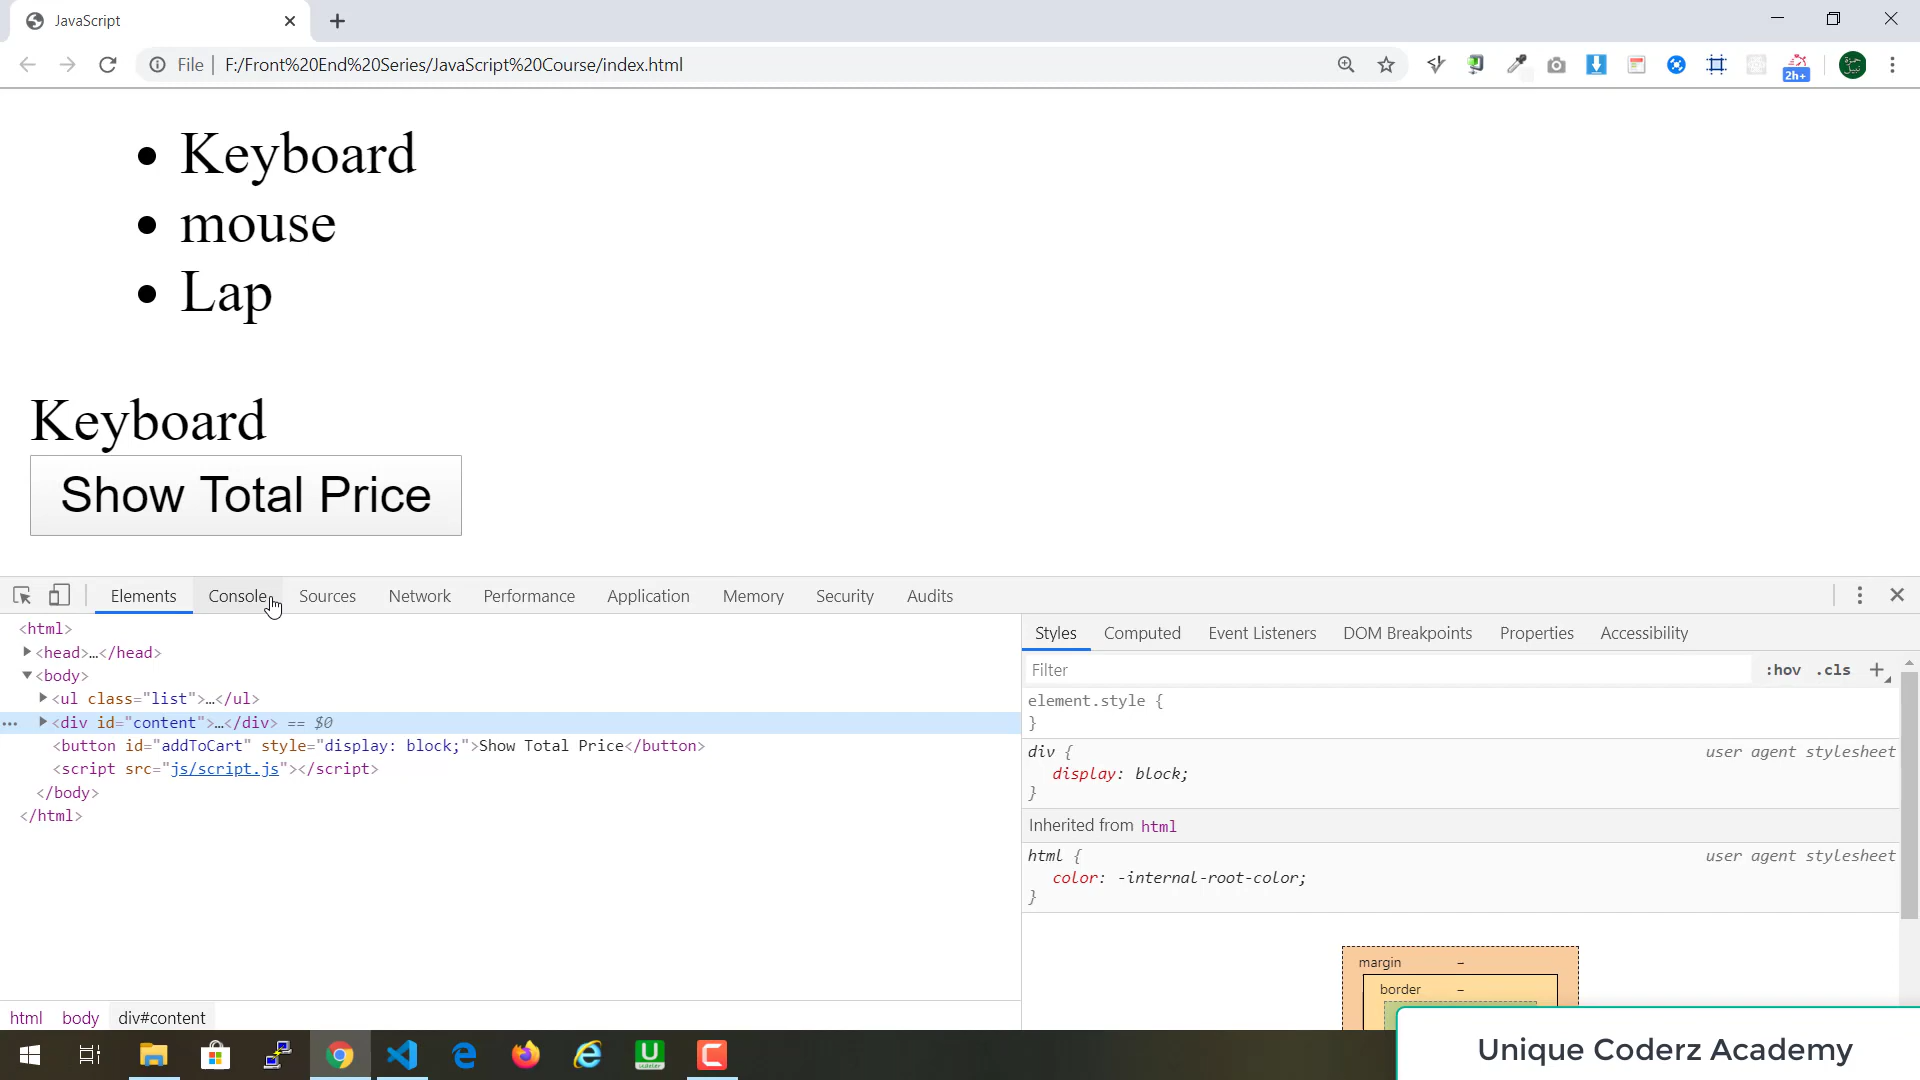 JavaScript
File F:/Front%20End%20Series/JavaScript%20Course/index.html
2h+
Keyboard
mouse
Lap
Keyboard
Show Total Price
Elements Console Sources Network Performance Application Memory Security Audits
<html>
<head>…</head>
<body>
<ul class="list">…</ul>
<div id="content">…</div> == $0
<button id="addToCart" style="display: block;">Show Total Price</button>
<script src="js/script.js"></script>
</body>
</html>
html body div#content
Styles Computed Event Listeners DOM Breakpoints Properties Accessibility
Filter :hov .cls
element.style {
}
div { user agent stylesheet
display: block;
}
Inherited from html
html { user agent stylesheet
color: -internal-root-color;
}
margin –
border –
Unique Coderz Academy